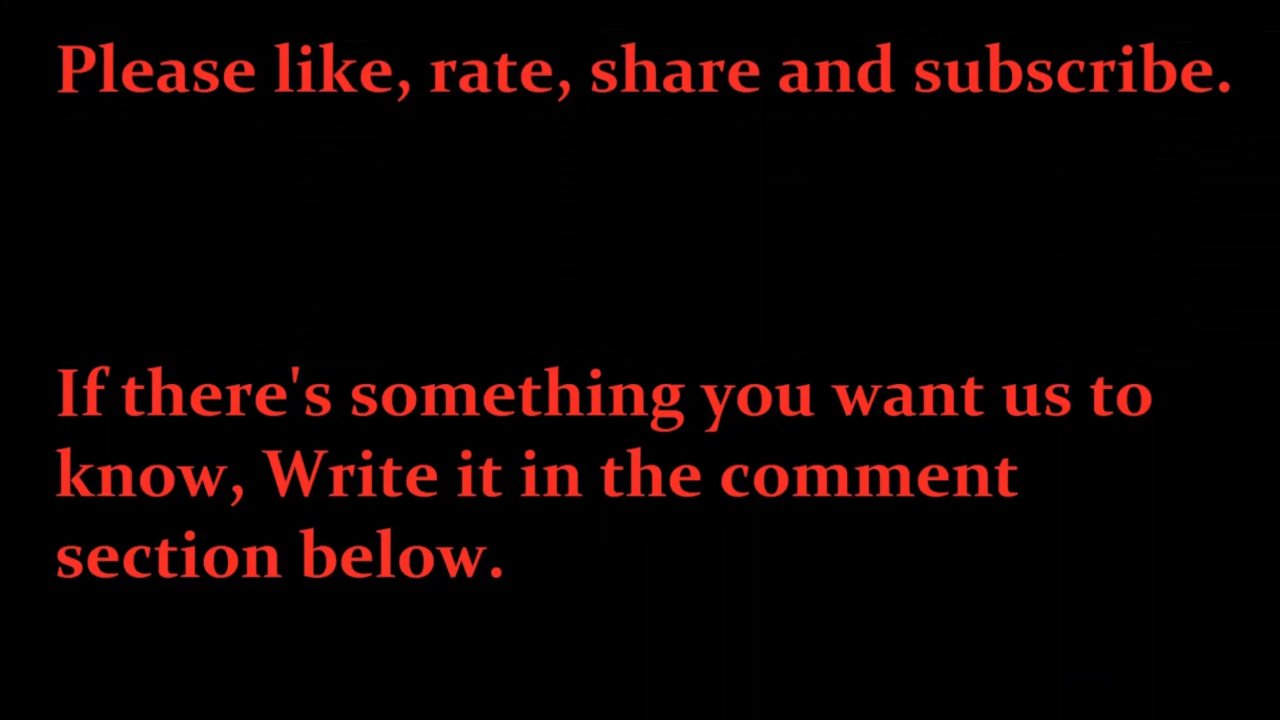 Please like, rate, share and subscribe.
If there's something you want us to
know, Write it in the comment
section below.